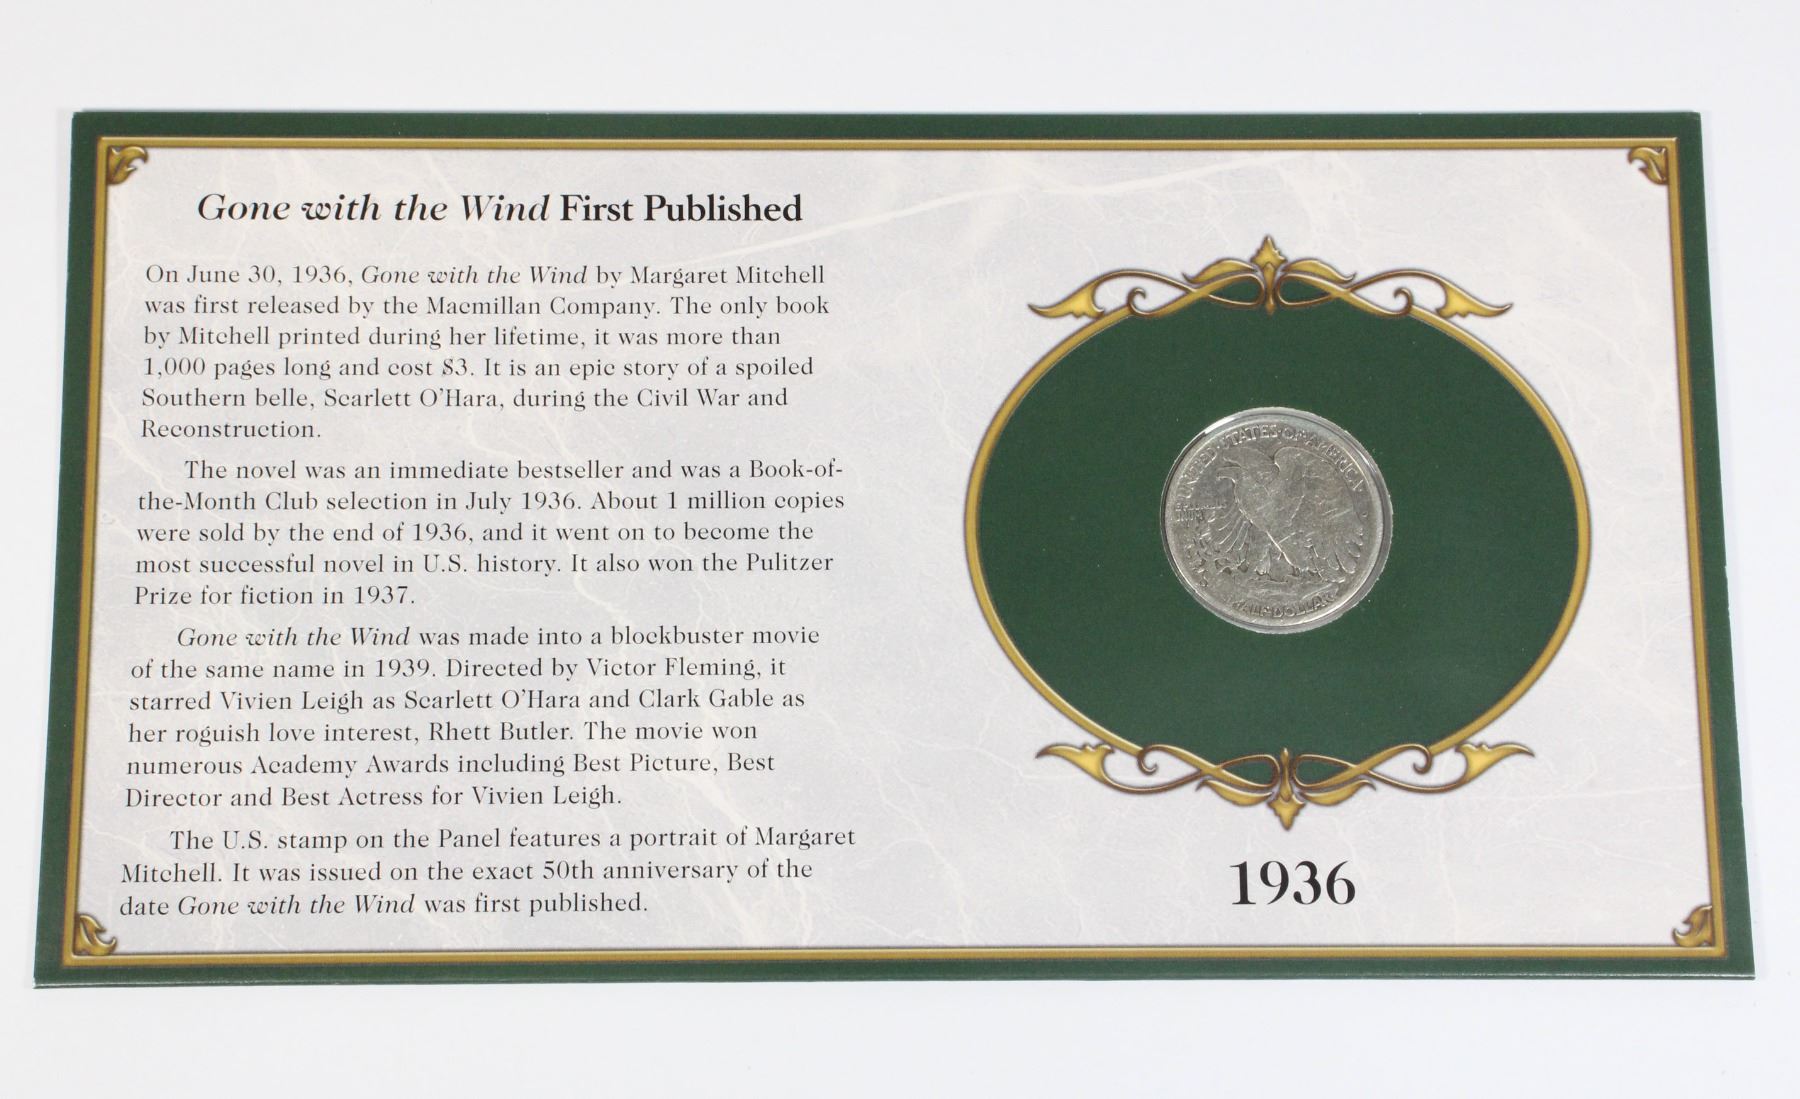 Gone with the Wind First Published
On June 30, 1936, Gone with the Wind by Margaret Mitchell
was first released by the Macmillan Company. The only book
by Mitchell printed during her lifetime, it was more than
1,000 pages long and cost $3. It is an epic story of a spoiled
Southern belle, Scarlett O'Hara, during the Civil War and
Reconstruction.
The novel was an immediate bestseller and was a Book-of-
the-Month Club selection in July 1936. About 1 million copies
were sold by the end of 1936, and it went on to become the
most successful novel in U.S. history. It also won the Pulitzer
Prize for fiction in 1937.
Gone with the Wind was made into a blockbuster movie
of the same name in 1939. Directed by Victor Fleming, it
starred Vivien Leigh as Scarlett O'Hara and Clark Gable as
her roguish love interest, Rhett Butler. The movie won
numerous Academy Awards including Best Picture, Best
Director and Best Actress for Vivien Leigh.
The U.S. stamp on the Panel features a portrait of Margaret
Mitchell. It was issued on the exact 50th anniversary of the
date Gone with the Wind was first published.
UNITED·STATES·OF·AMERICA
HALF·DOLLAR
1936